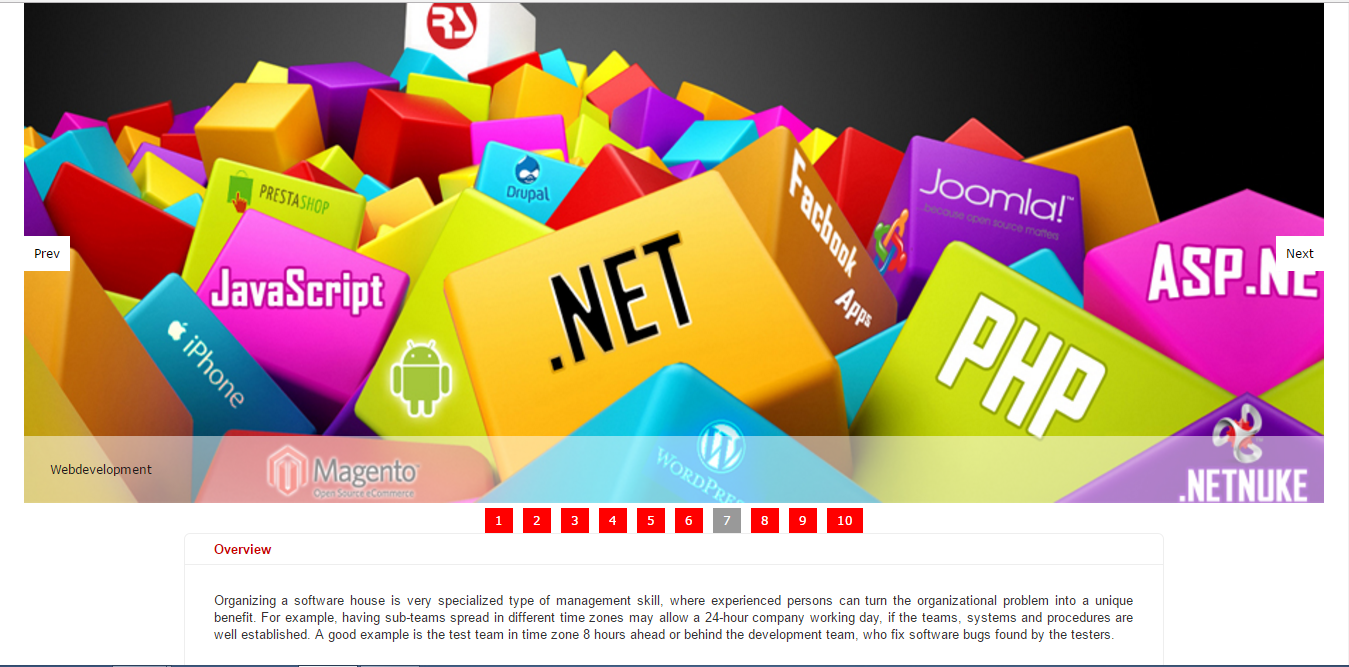 RS
PRESTASHOP
Drupal
Facbook
Apps
Joomla!™
because open source matters
Prev
Next
JavaScript
iPhone
.NET
ASP.NE
PHP
Webdevelopment
Magento
Open Source eCommerce
WORDPRES
.NETNUKE
1 2 3 4 5 6 7 8 9 10
Overview
Organizing a software house is very specialized type of management skill, where experienced persons can turn the organizational problem into a unique
benefit. For example, having sub-teams spread in different time zones may allow a 24-hour company working day, if the teams, systems and procedures are
well established. A good example is the test team in time zone 8 hours ahead or behind the development team, who fix software bugs found by the testers.